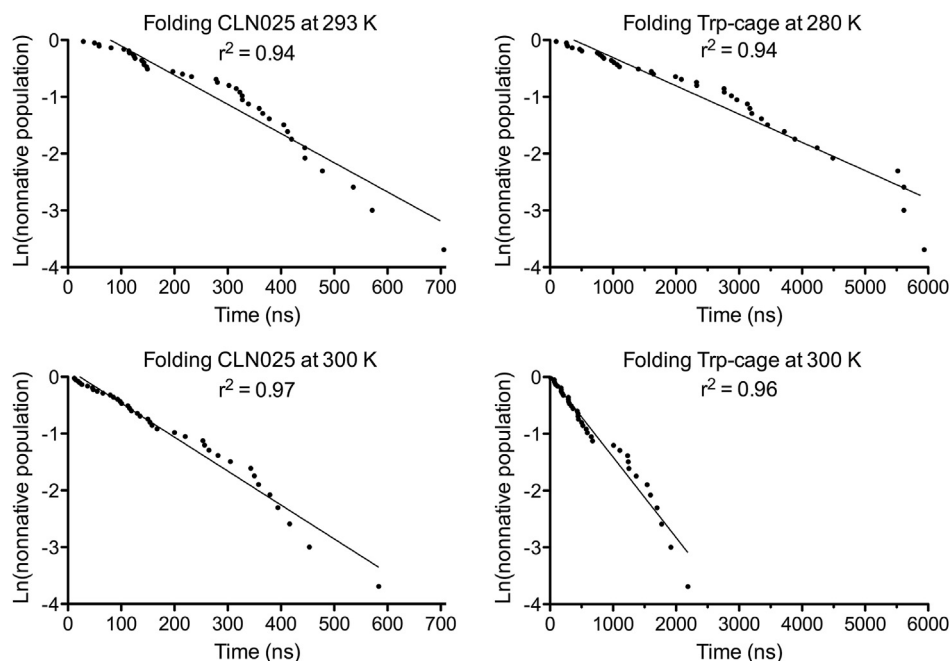 Folding CLN025 at 293 K
r² = 0.94
Ln(nonnative population)
0
-1
-2
-3
-4
0 100 200 300 400 500 600 700
Time (ns)
Folding Trp-cage at 280 K
r² = 0.94
Ln(nonnative population)
0
-1
-2
-3
-4
0 1000 2000 3000 4000 5000 6000
Time (ns)
Folding CLN025 at 300 K
r² = 0.97
Ln(nonnative population)
0
-1
-2
-3
-4
0 100 200 300 400 500 600 700
Time (ns)
Folding Trp-cage at 300 K
r² = 0.96
Ln(nonnative population)
0
-1
-2
-3
-4
0 1000 2000 3000 4000 5000 6000
Time (ns)